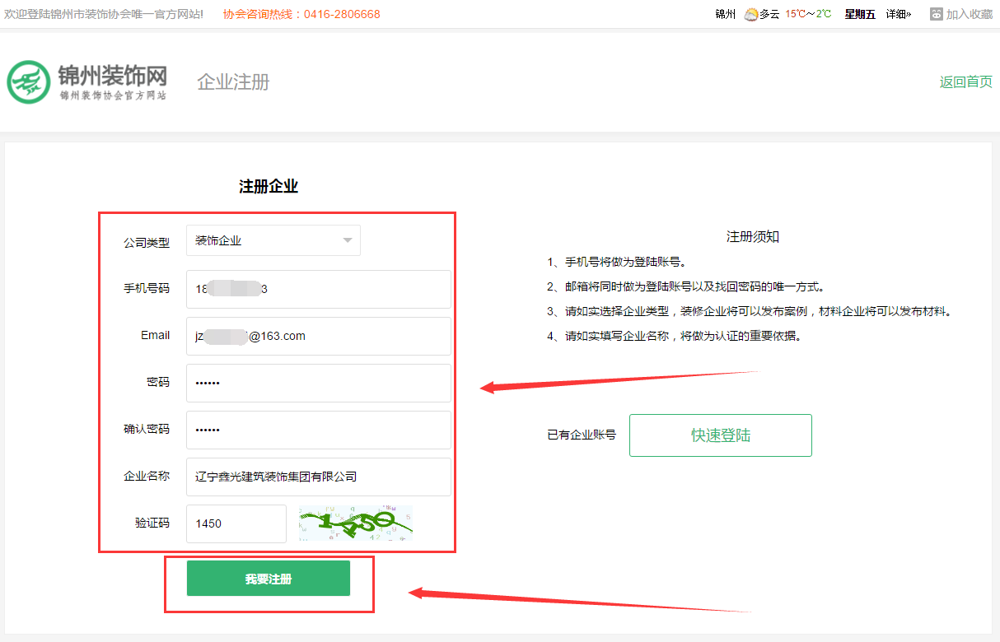 欢迎登陆锦州市装饰协会唯一官方网站! 协会咨询热线：0416-2806668 锦州 多云 15℃～2℃ 星期五 详细» 加入收藏
锦州装饰网
锦州装饰协会官方网站
企业注册
返回首页
注册企业
公司类型 装饰企业
手机号码 18 3
Email jz @163.com
密码 ••••••
确认密码 ••••••
企业名称 辽宁鑫光建筑装饰集团有限公司
验证码 1450 1450
我要注册
注册须知
1、手机号将做为登陆账号。
2、邮箱将同时做为登陆账号以及找回密码的唯一方式。
3、请如实选择企业类型，装修企业将可以发布案例，材料企业将可以发布材料。
4、请如实填写企业名称，将做为认证的重要依据。
已有企业账号 快速登陆